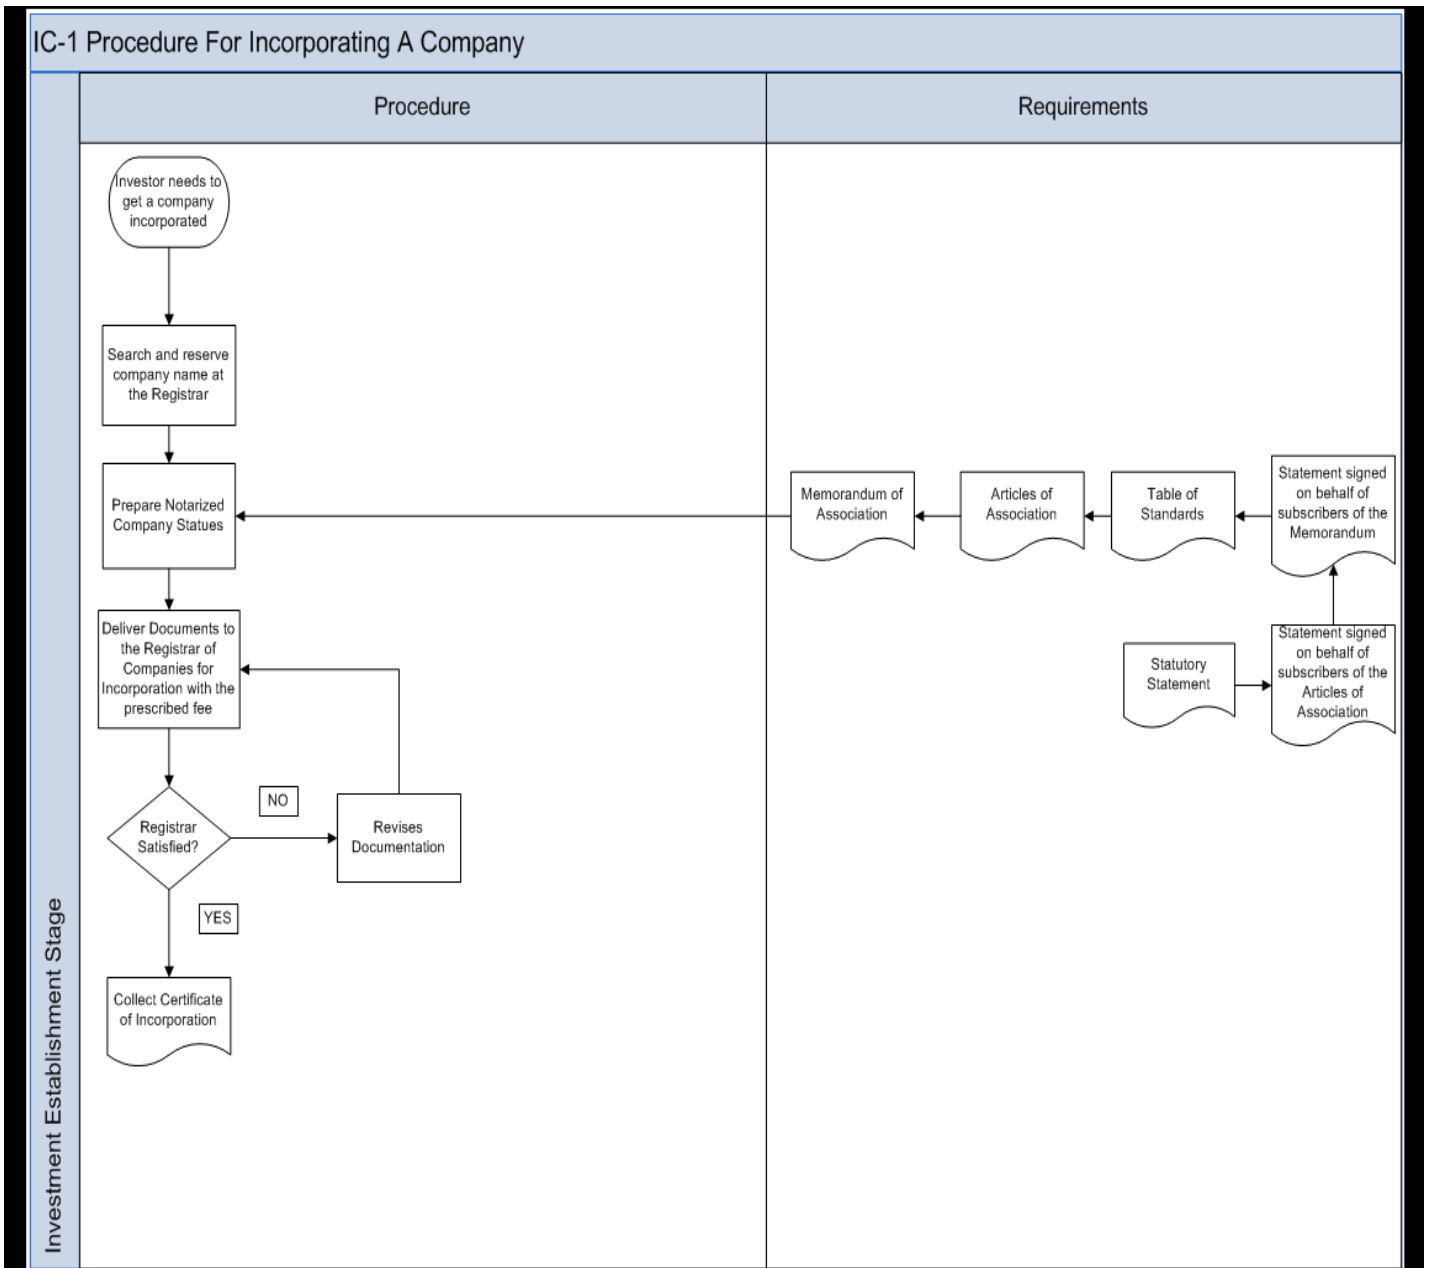 IC-1 Procedure For Incorporating A Company
Procedure
Requirements
Investor needs to
get a company
incorporated
Search and reserve
company name at
the Registrar
Prepare Notarized
Company Statues
Memorandum of
Association
Articles of
Association
Table of
Standards
Statement signed
on behalf of
subscribers of the
Memorandum
Deliver Documents to
the Registrar of
Companies for
Incorporation with the
prescribed fee
Statutory
Statement
Statement signed
on behalf of
subscribers of the
Articles of
Association
Registrar
Satisfied?
NO
Revises
Documentation
YES
Collect Certificate
of Incorporation
Investment Establishment Stage